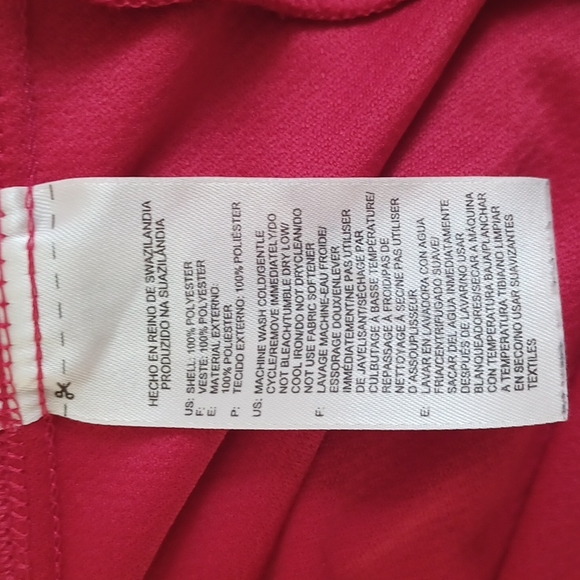 HECHO EN REINO DE SWAZILANDIA
PRODUZIDO NA SUAZILÂNDIA
US: SHELL: 100% POLYESTER
F: VESTE: 100% POLYESTER
E: MATERIAL EXTERNO:
100% POLIÉSTER
P: TECIDO EXTERNO: 100% POLIÉSTER
US: MACHINE WASH COLD/GENTLE
CYCLE/REMOVE IMMEDIATELY/DO
NOT BLEACH/TUMBLE DRY LOW/
COOL IRON/DO NOT DRYCLEAN/DO
NOT USE FABRIC SOFTENER
F: LAVAGE MACHINE-EAU FROIDE/
ESSORAGE DOUX/ENLEVER
IMMÉDIATEMENT/NE PAS UTILISER
DE JAVELISANT/SÉCHAGE PAR
CULBUTAGE À BASSE TEMPÉRATURE/
REPASSAGE À FROID/PAS DE
NETTOYAGE À SEC/NE PAS UTILISER
D'ASSOUPLISSEUR
E: LAVAR EN LAVADORA CON AGUA
FRIA/CENTRIFUGADO SUAVE/
SACAR DEL AGUA INMEDIATAMENTE
DESPUÉS DE LAVAR/NO USAR
BLANQUEADORES/SECAR A MÁQUINA
CON TEMPERATURA BAJA/PLANCHAR
A TEMPERATURA TIBIA/NO LIMPIAR
EN SECO/NO USAR SUAVIZANTES
TEXTILES